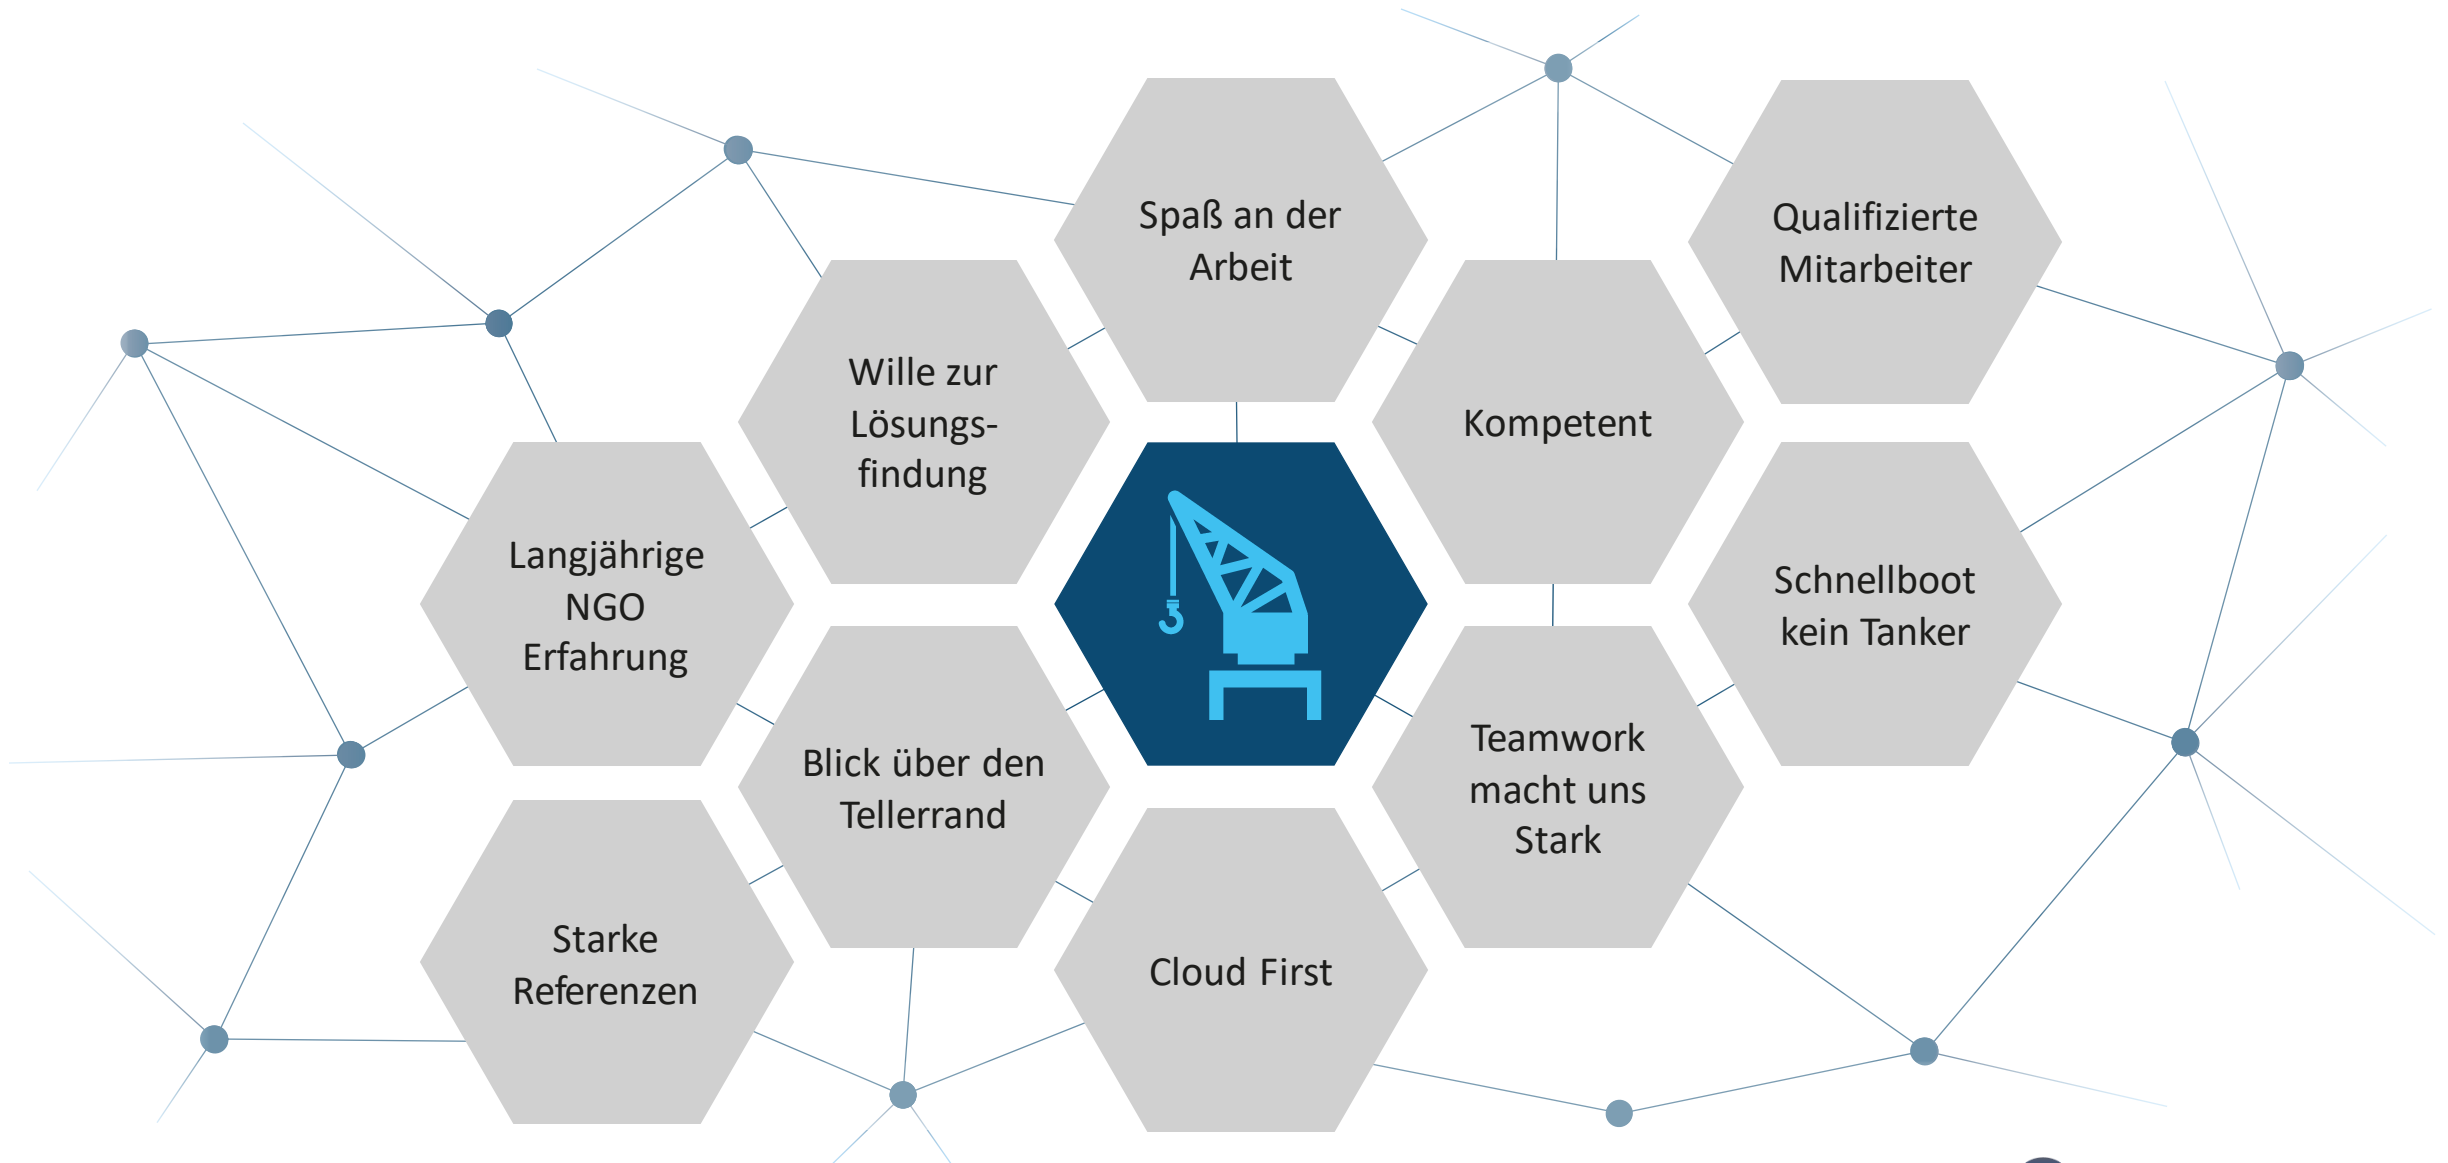 Spaß an der
Arbeit
Qualifizierte
Mitarbeiter
Wille zur
Lösungs-
findung
Kompetent
Langjährige
NGO
Erfahrung
Schnellboot
kein Tanker
Blick über den
Tellerrand
Teamwork
macht uns
Stark
Starke
Referenzen
Cloud First